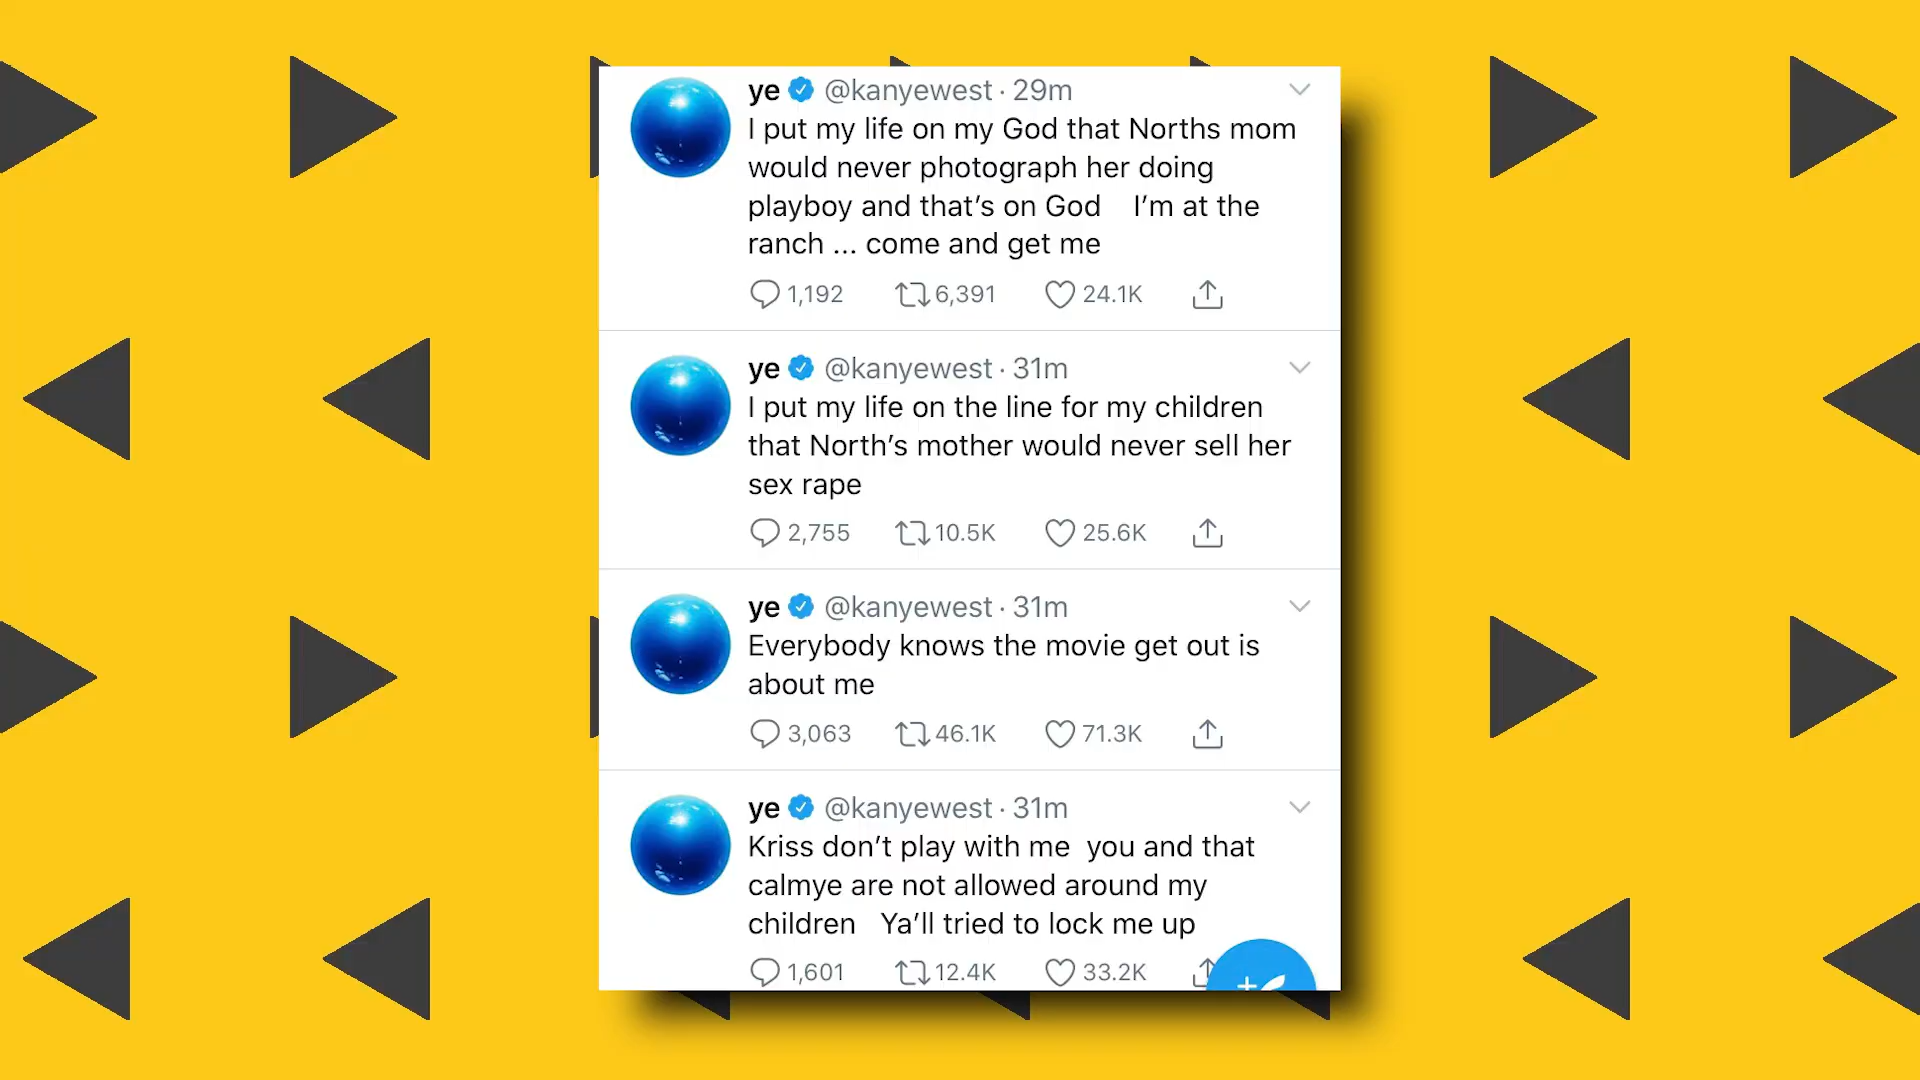 ye @kanyewest · 29m
I put my life on my God that Norths mom
would never photograph her doing
playboy and that's on God I'm at the
ranch ... come and get me
1,192 6,391 24.1K
ye @kanyewest · 31m
I put my life on the line for my children
that North's mother would never sell her
sex rape
2,755 10.5K 25.6K
ye @kanyewest · 31m
Everybody knows the movie get out is
about me
3,063 46.1K 71.3K
ye @kanyewest · 31m
Kriss don't play with me you and that
calmye are not allowed around my
children Ya'll tried to lock me up
1,601 12.4K 33.2K